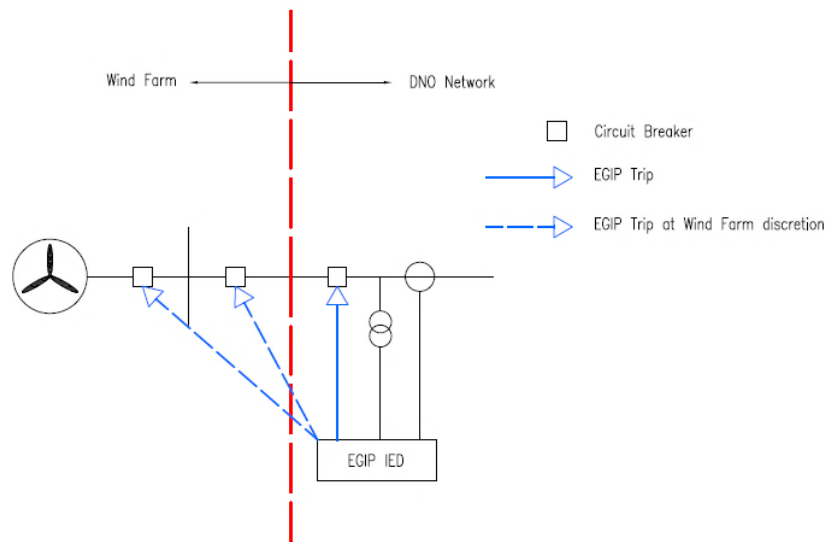 Wind Farm
DNO Network
Circuit Breaker
EGIP Trip
EGIP Trip at Wind Farm discretion
EGIP IED